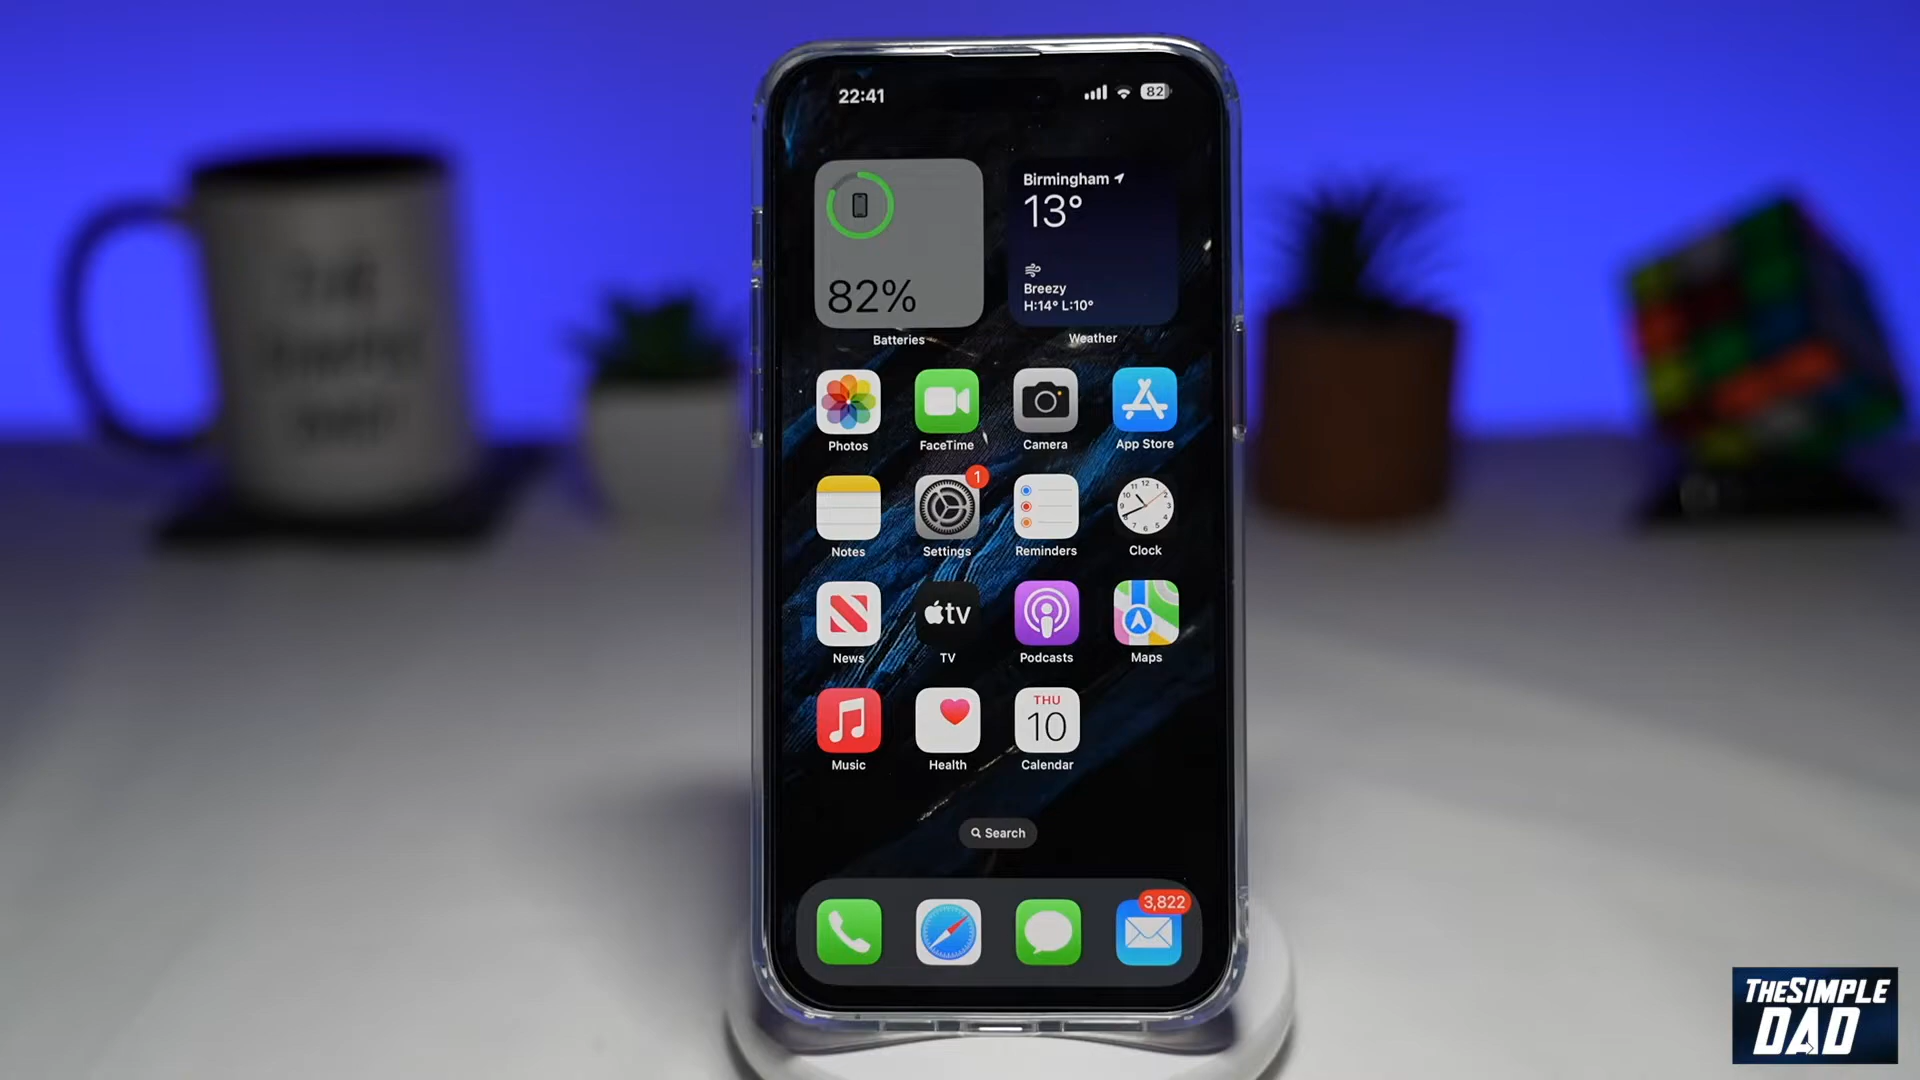 22:41
82
82%
Batteries
Birmingham
13°
Breezy
H:14° L:10°
Weather
Photos
FaceTime
Camera
App Store
Notes
1
Settings
Reminders
Clock
News
tv
TV
Podcasts
Maps
Music
Health
THU
10
Calendar
Search
3,822
THESIMPLE
DAD